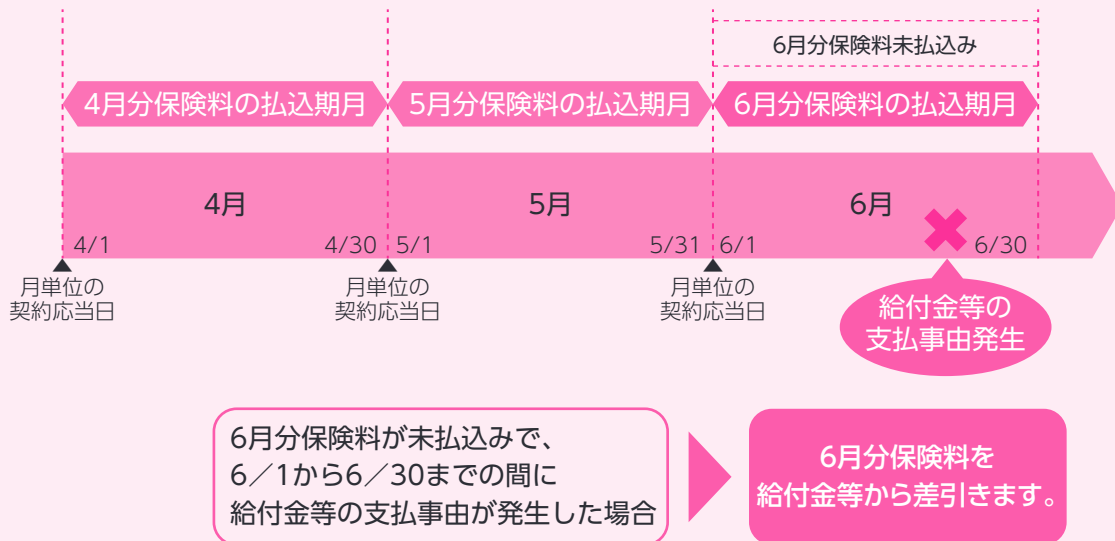 6月分保険料未払込み
4月分保険料の払込期月
5月分保険料の払込期月
6月分保険料の払込期月
4月
5月
6月
4/1
4/30
5/1
5/31
6/1
6/30
月単位の
契約応当日
月単位の
契約応当日
月単位の
契約応当日
給付金等の
支払事由発生
6月分保険料が未払込みで、
6／1から6／30までの間に
給付金等の支払事由が発生した場合
6月分保険料を
給付金等から差引きます。